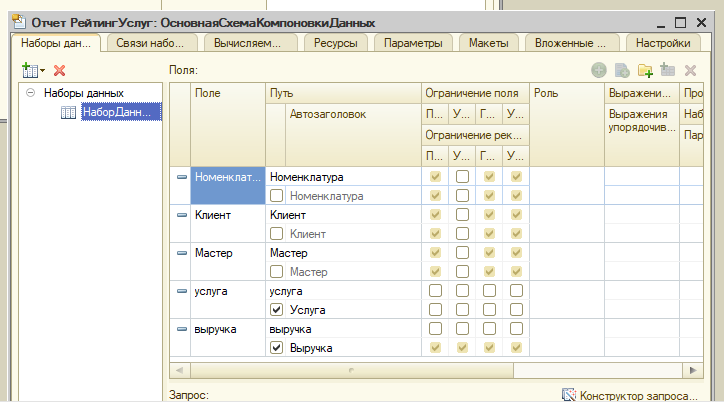 Отчет РейтингУслуг: ОсновнаяСхемаКомпоновкиДанных
Наборы дан... Связи набо... Вычисляем... Ресурсы Параметры Макеты Вложенные ... Настройки
Поля:
Наборы данных
НаборДанн...
Поле Путь Ограничение поля Роль Выражени... Про
Автозаголовок П... У... Г... У... Выражения упорядочив... Наб
Ограничение рек... Пар
П... У... Г... У...
Номенклат... Номенклатура
Номенклатура
Клиент Клиент
Клиент
Мастер Мастер
Мастер
услуга услуга
Услуга
выручка выручка
Выручка
Запрос: Конструктор запроса...